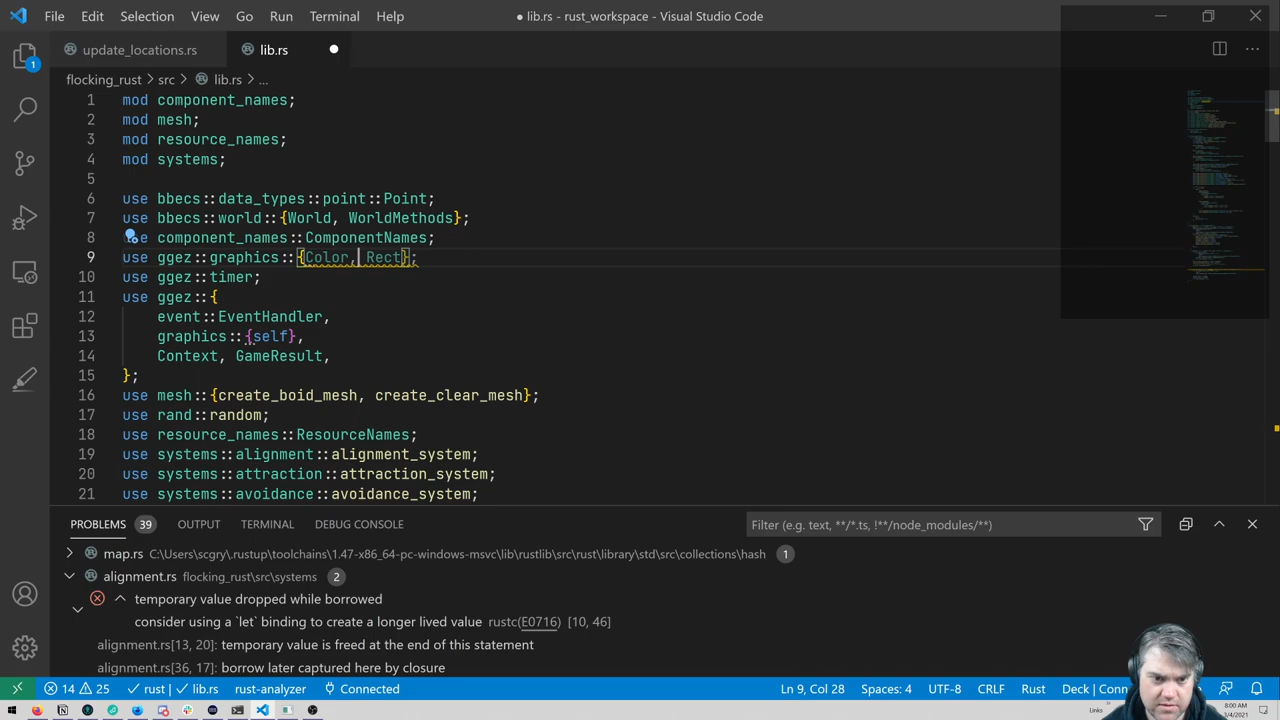 File Edit Selection View Go Run Terminal Help ● lib.rs - rust_workspace - Visual Studio Code
update_locations.rs lib.rs
flocking_rust > src > lib.rs > ...
1 mod component_names;
2 mod mesh;
3 mod resource_names;
4 mod systems;
5
6 use bbecs::data_types::point::Point;
7 use bbecs::world::{World, WorldMethods};
8 use component_names::ComponentNames;
9 use ggez::graphics::{Color, Rect};
10 use ggez::timer;
11 use ggez::{
12 event::EventHandler,
13 graphics::{self},
14 Context, GameResult,
15 };
16 use mesh::{create_boid_mesh, create_clear_mesh};
17 use rand::random;
18 use resource_names::ResourceNames;
19 use systems::alignment::alignment_system;
20 use systems::attraction::attraction_system;
21 use systems::avoidance::avoidance_system;
1
PROBLEMS 39 OUTPUT TERMINAL DEBUG CONSOLE Filter (e.g. text, **/*.ts, !**/node_modules/**)
map.rs C:\Users\scgry\.rustup\toolchains\1.47-x86_64-pc-windows-msvc\lib\rustlib\src\rust\library\std\src\collections\hash 1
alignment.rs flocking_rust\src\systems 2
temporary value dropped while borrowed
consider using a `let` binding to create a longer lived value rustc(E0716) [10, 46]
alignment.rs[13, 20]: temporary value is freed at the end of this statement
alignment.rs[36, 17]: borrow later captured here by closure
14 25 rust | lib.rs rust-analyzer Connected Ln 9, Col 28 Spaces: 4 UTF-8 CRLF Rust Deck | Conn
Links » 8:00 AM
3/4/2021